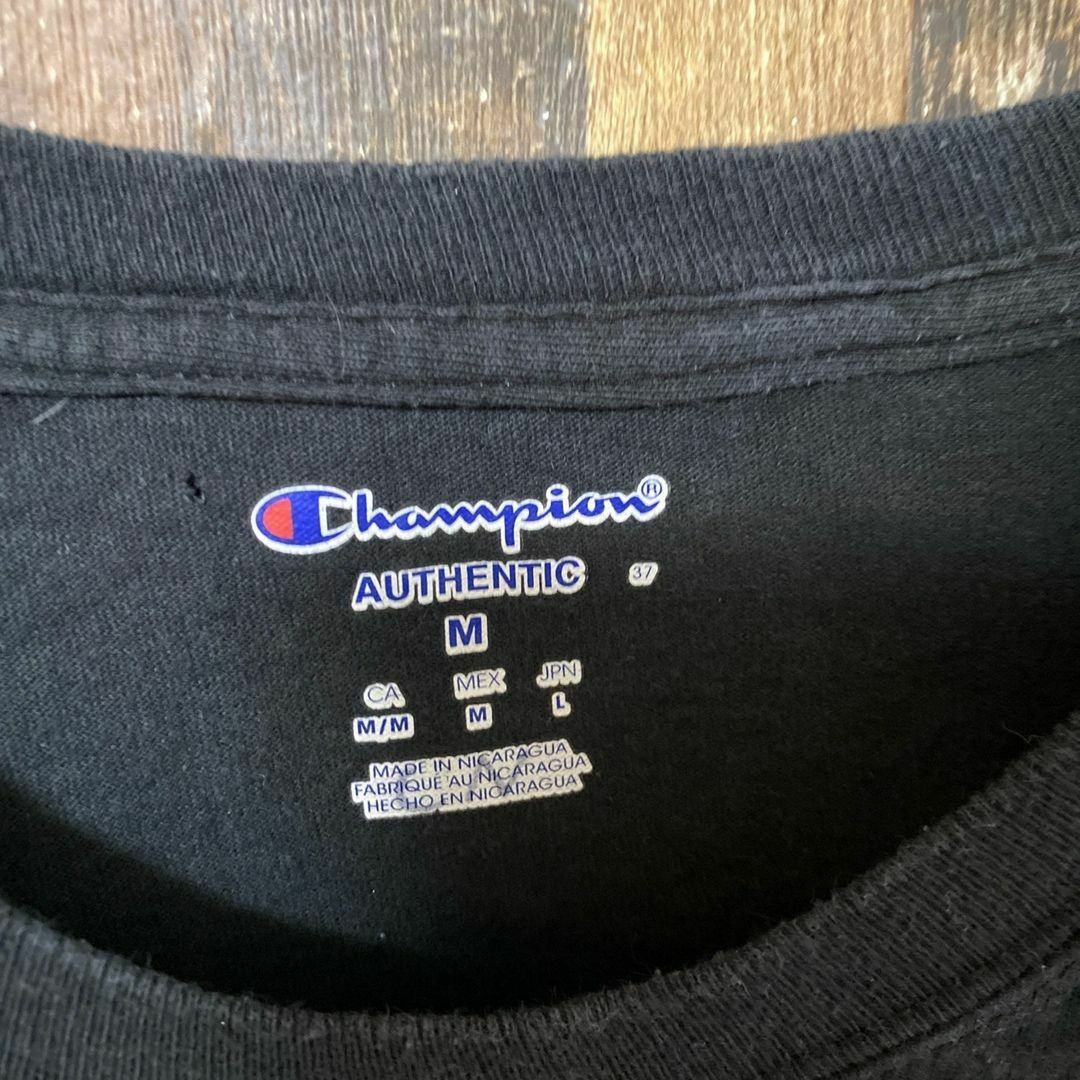 Champion®
AUTHENTIC 37
M
CA MEX JPN
M/M M L
MADE IN NICARAGUA
FABRIQUÉ AU NICARAGUA
HECHO EN NICARAGUA